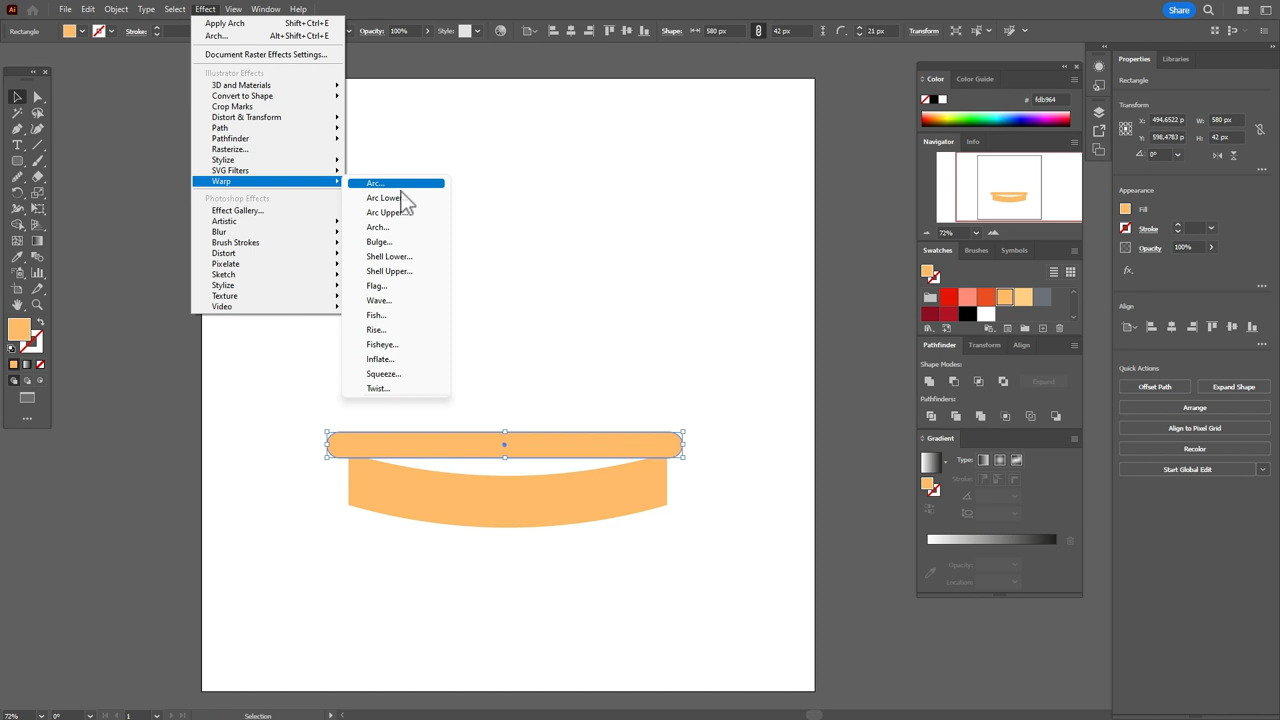 Ai File Edit Object Type Select Effect View Window Help Share
Rectangle Stroke: Opacity: 100% Style: Shape: 580 px 42 px 21 px Transform
Apply Arch Shift+Ctrl+E
Arch... Alt+Shift+Ctrl+E
Document Raster Effects Settings...
Illustrator Effects
3D and Materials
Convert to Shape
Crop Marks
Distort & Transform
Path
Pathfinder
Rasterize...
Stylize
SVG Filters
Warp
Photoshop Effects
Effect Gallery...
Artistic
Blur
Brush Strokes
Distort
Pixelate
Sketch
Stylize
Texture
Video
Arc...
Arc Lower
Arc Upper
Arch...
Bulge...
Shell Lower...
Shell Upper...
Flag...
Wave...
Fish...
Rise...
Fisheye...
Inflate...
Squeeze...
Twist...
Color Color Guide
# fdb964
Navigator Info
72%
Swatches Brushes Symbols
Pathfinder Transform Align
Shape Modes:
Expand
Pathfinders:
Gradient
Type:
Stroke:
Opacity:
Location:
Properties Libraries
Rectangle
Transform
X: 494,6522 p W: 580 px
Y: 598,4783 p H: 42 px
0°
Appearance
Fill
Stroke
Opacity 100%
fx.
Align
Quick Actions
Offset Path Expand Shape
Arrange
Align to Pixel Grid
Recolor
Start Global Edit
72% 0° 1 Selection